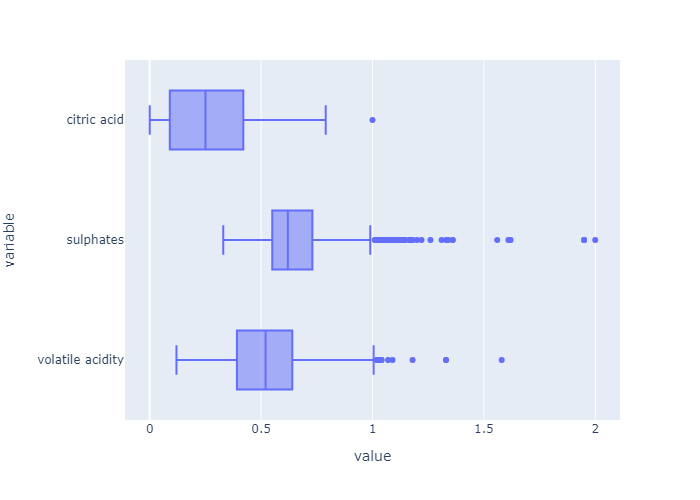 citric acid
sulphates
volatile acidity
variable
0 0.5 1 1.5 2
value